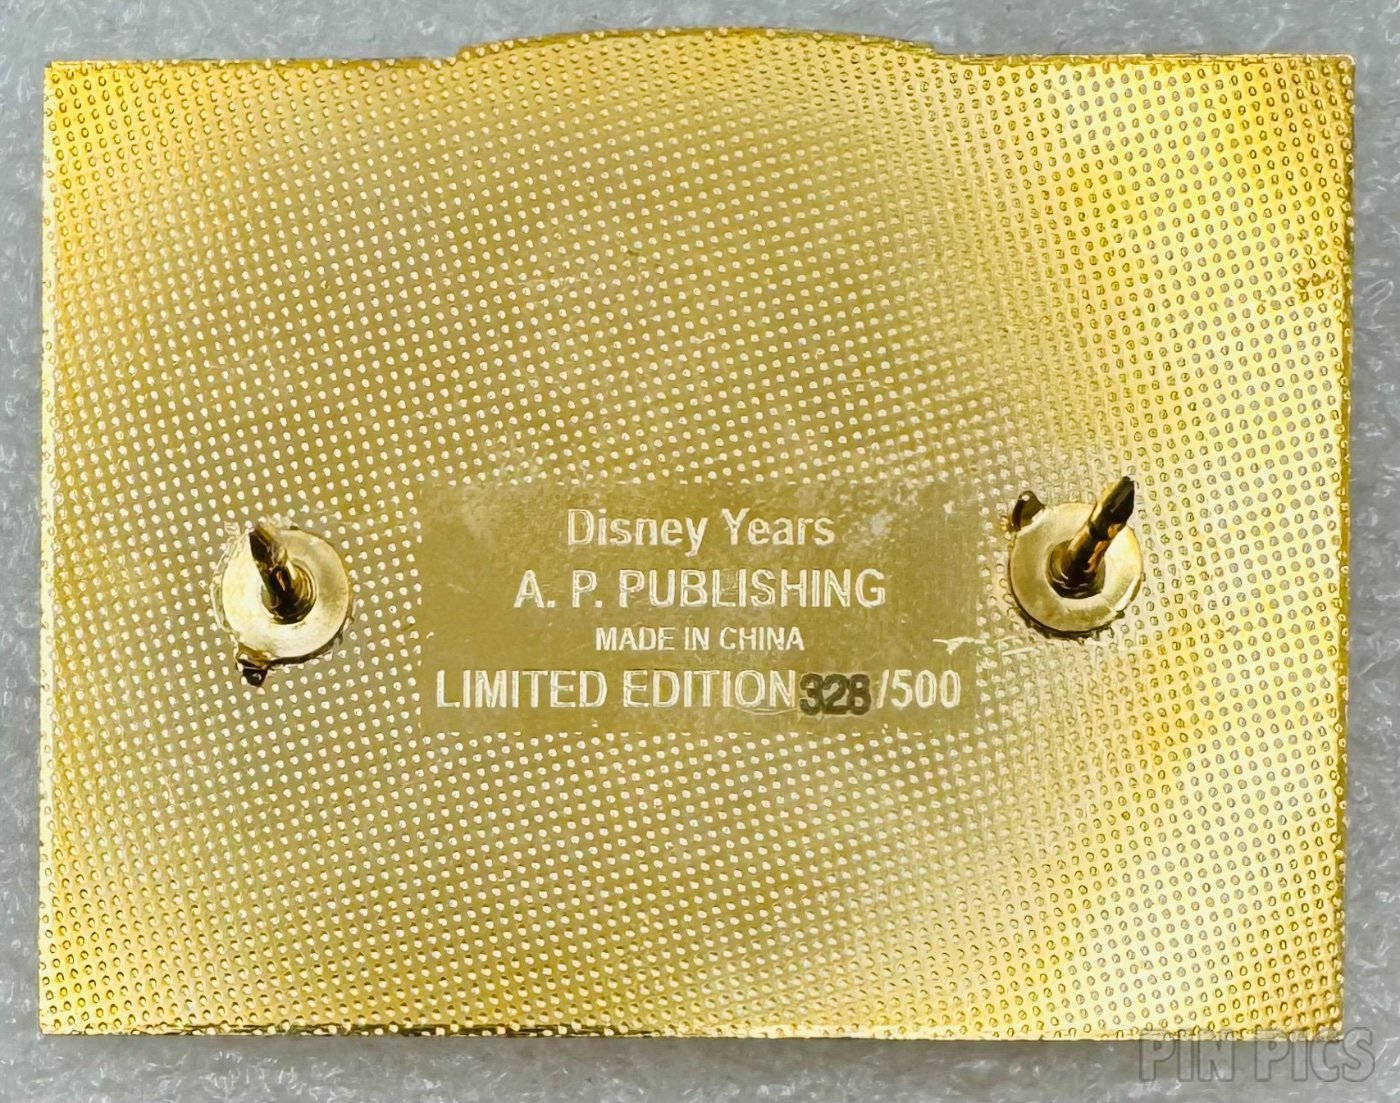 Disney Years
A. P. PUBLISHING
MADE IN CHINA
LIMITED EDITION 328 /500
PIN PICS